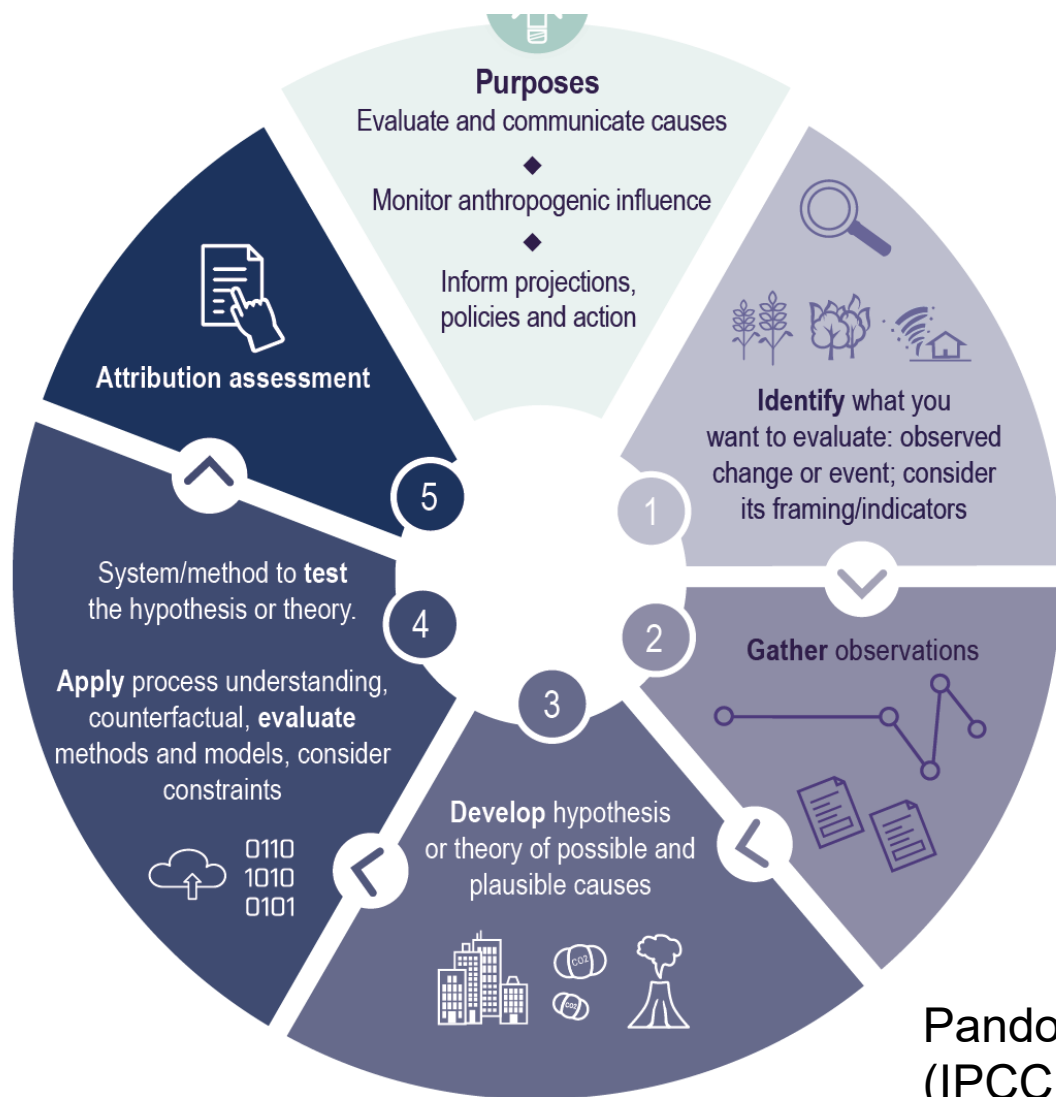 Purposes
Evaluate and communicate causes
Monitor anthropogenic influence
Inform projections,
policies and action
1
Identify what you
want to evaluate: observed
change or event; consider
its framing/indicators
2
Gather observations
3
Develop hypothesis
or theory of possible and
plausible causes
CO2
CO2
4
System/method to test
the hypothesis or theory.
Apply process understanding,
counterfactual, evaluate
methods and models, consider
constraints
0110
1010
0101
5
Attribution assessment
Pando
(IPCC